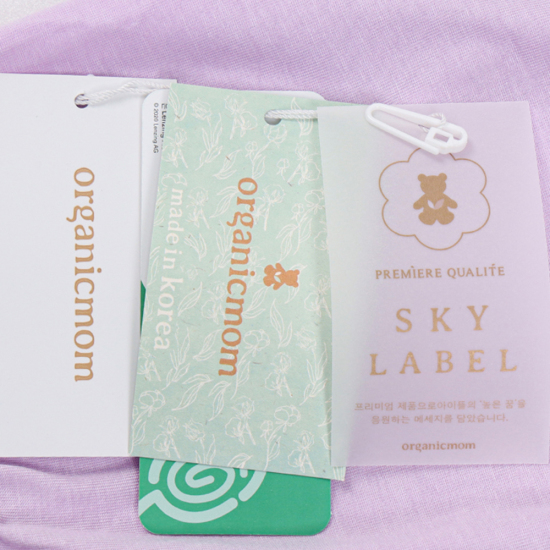 organicmom
© 2020 Lenzing AG
made in korea
organicmom
PREMIÈRE QUALITÉ
SKY
LABEL
프리미엄 제품으로아이들의 '높은 꿈'을
응원하는 메세지를 담았습니다.
organicmom